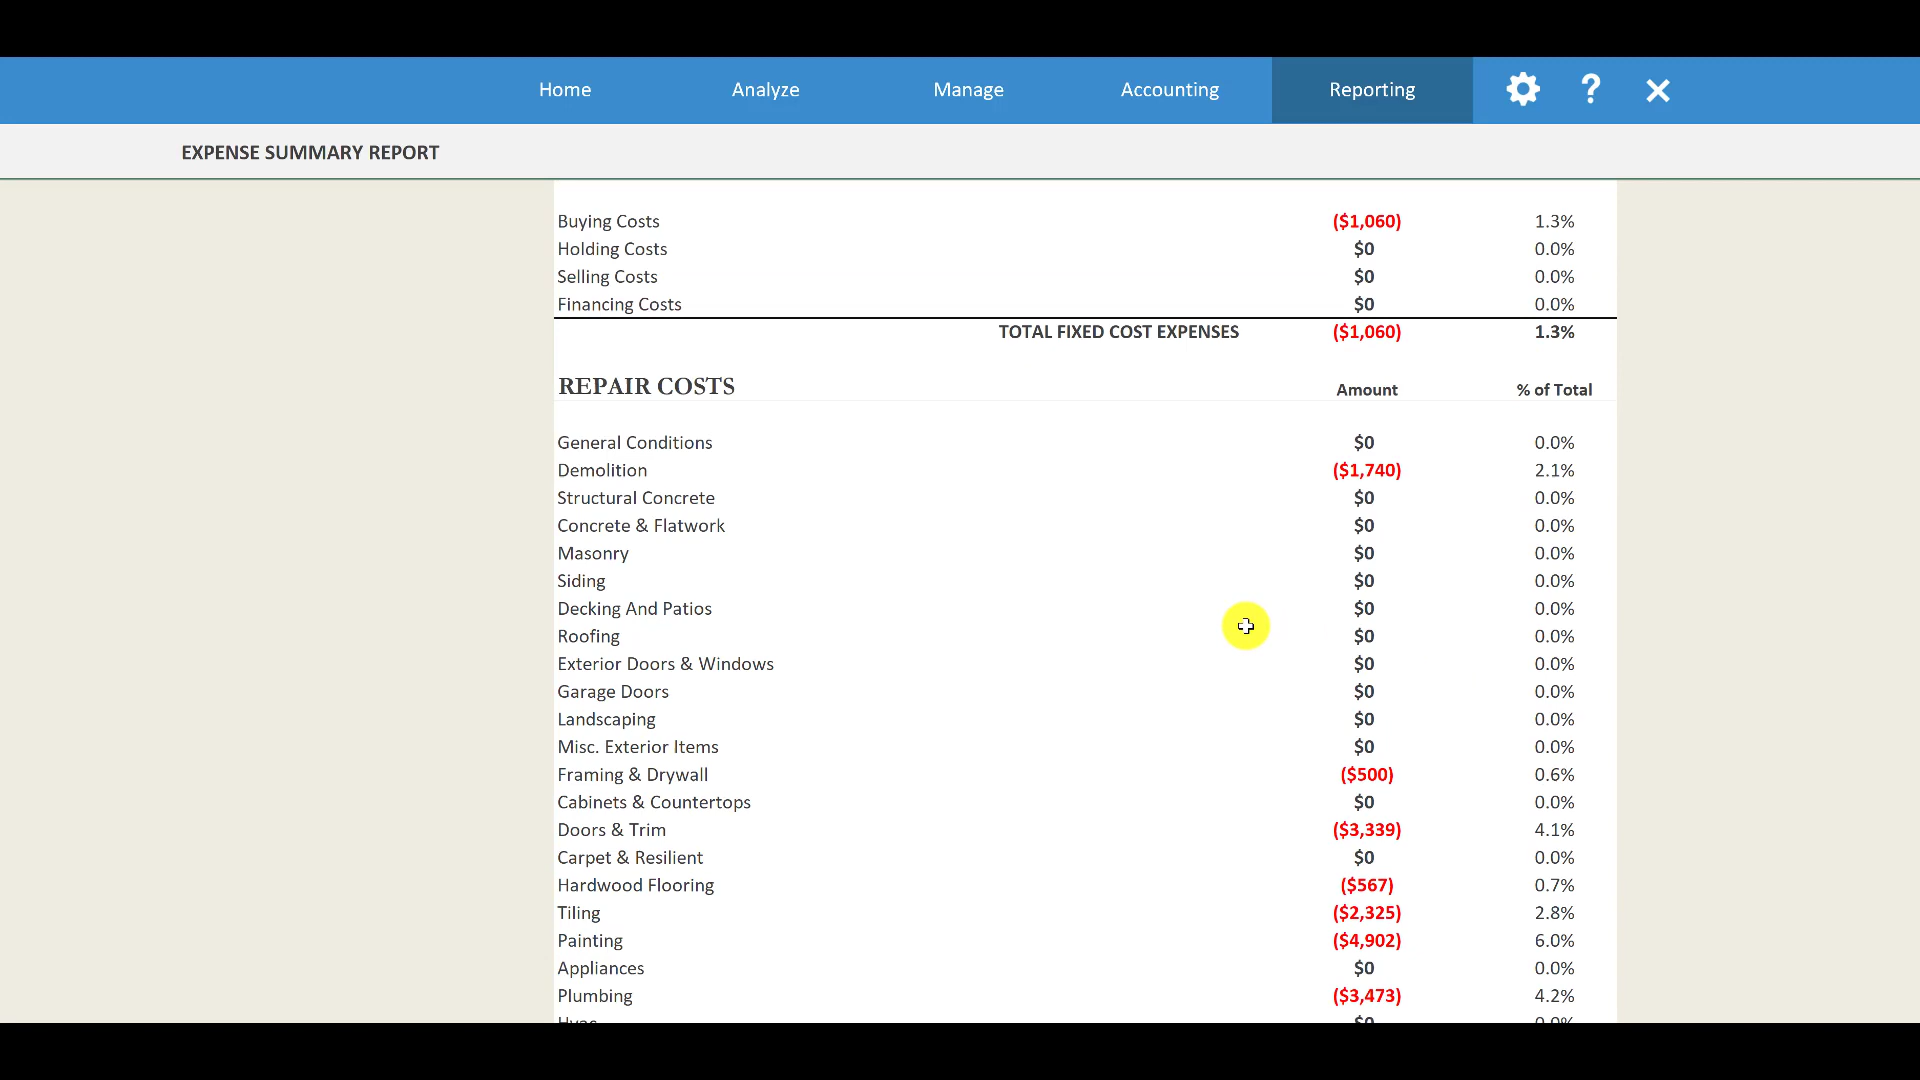 Home Analyze Manage Accounting Reporting ?
EXPENSE SUMMARY REPORT
Buying Costs ($1,060) 1.3%
Holding Costs $0 0.0%
Selling Costs $0 0.0%
Financing Costs $0 0.0%
TOTAL FIXED COST EXPENSES ($1,060) 1.3%
REPAIR COSTS Amount % of Total
General Conditions $0 0.0%
Demolition ($1,740) 2.1%
Structural Concrete $0 0.0%
Concrete & Flatwork $0 0.0%
Masonry $0 0.0%
Siding $0 0.0%
Decking And Patios $0 0.0%
Roofing $0 0.0%
Exterior Doors & Windows $0 0.0%
Garage Doors $0 0.0%
Landscaping $0 0.0%
Misc. Exterior Items $0 0.0%
Framing & Drywall ($500) 0.6%
Cabinets & Countertops $0 0.0%
Doors & Trim ($3,339) 4.1%
Carpet & Resilient $0 0.0%
Hardwood Flooring ($567) 0.7%
Tiling ($2,325) 2.8%
Painting ($4,902) 6.0%
Appliances $0 0.0%
Plumbing ($3,473) 4.2%
Hvac $0 0.0%